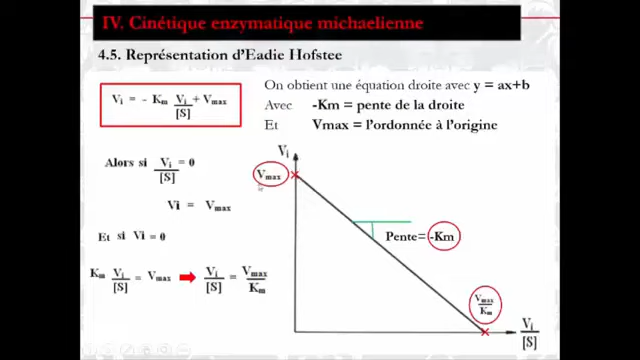 IV. Cinétique enzymatique michaelienne
4.5. Représentation d'Eadie Hofstee
Vi = - Km Vi/[S] + Vmax
On obtient une équation droite avec y = ax+b
Avec -Km = pente de la droite
Et Vmax = l'ordonnée à l'origine
Alors si Vi/[S] = 0
Vi = Vmax
Et si Vi = 0
Km Vi/[S] = Vmax Vi/[S] = Vmax/Km
Vi
Vmax
Pente= -Km
Vmax/Km
Vi/[S]